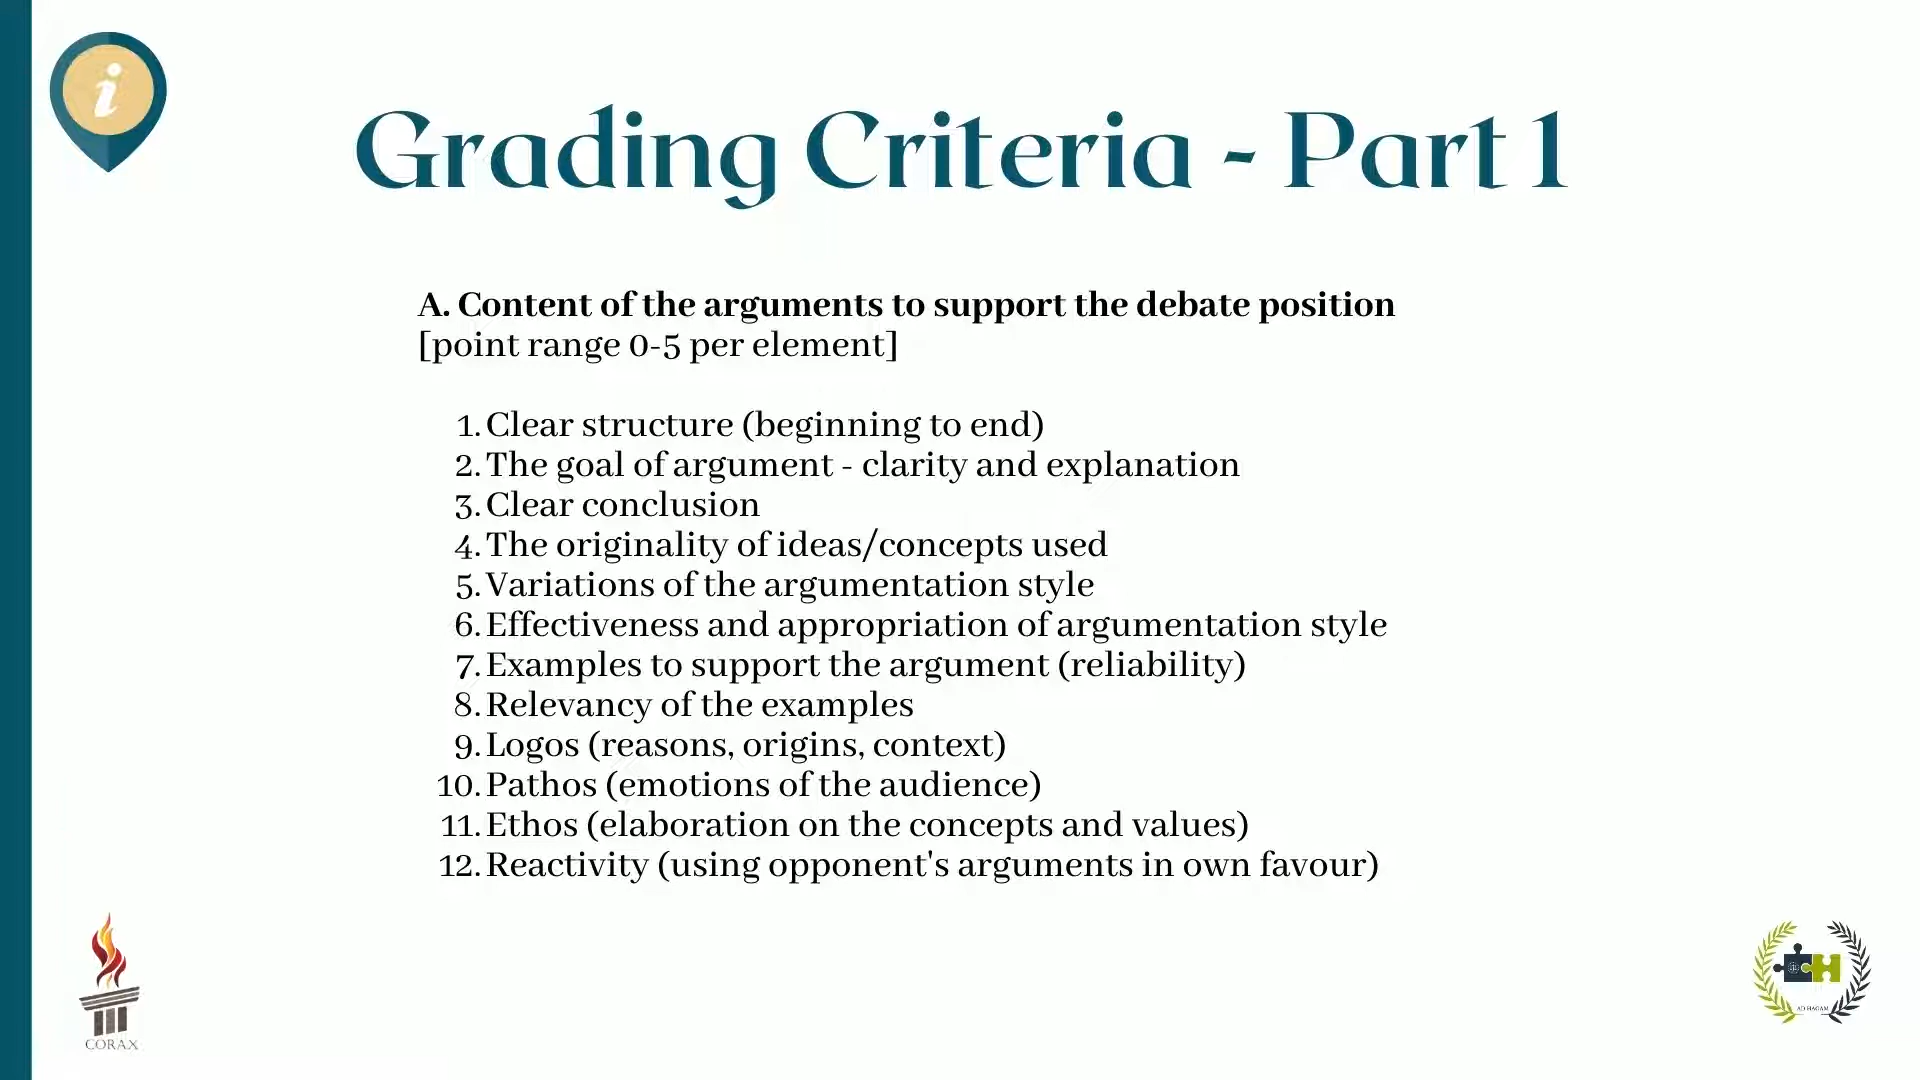 i
Grading Criteria - Part 1
A. Content of the arguments to support the debate position
[point range 0-5 per element]
1. Clear structure (beginning to end)
2. The goal of argument - clarity and explanation
3. Clear conclusion
4. The originality of ideas/concepts used
5. Variations of the argumentation style
6. Effectiveness and appropriation of argumentation style
7. Examples to support the argument (reliability)
8. Relevancy of the examples
9. Logos (reasons, origins, context)
10. Pathos (emotions of the audience)
11. Ethos (elaboration on the concepts and values)
12. Reactivity (using opponent's arguments in own favour)
CORAX
H
AD HAGAM